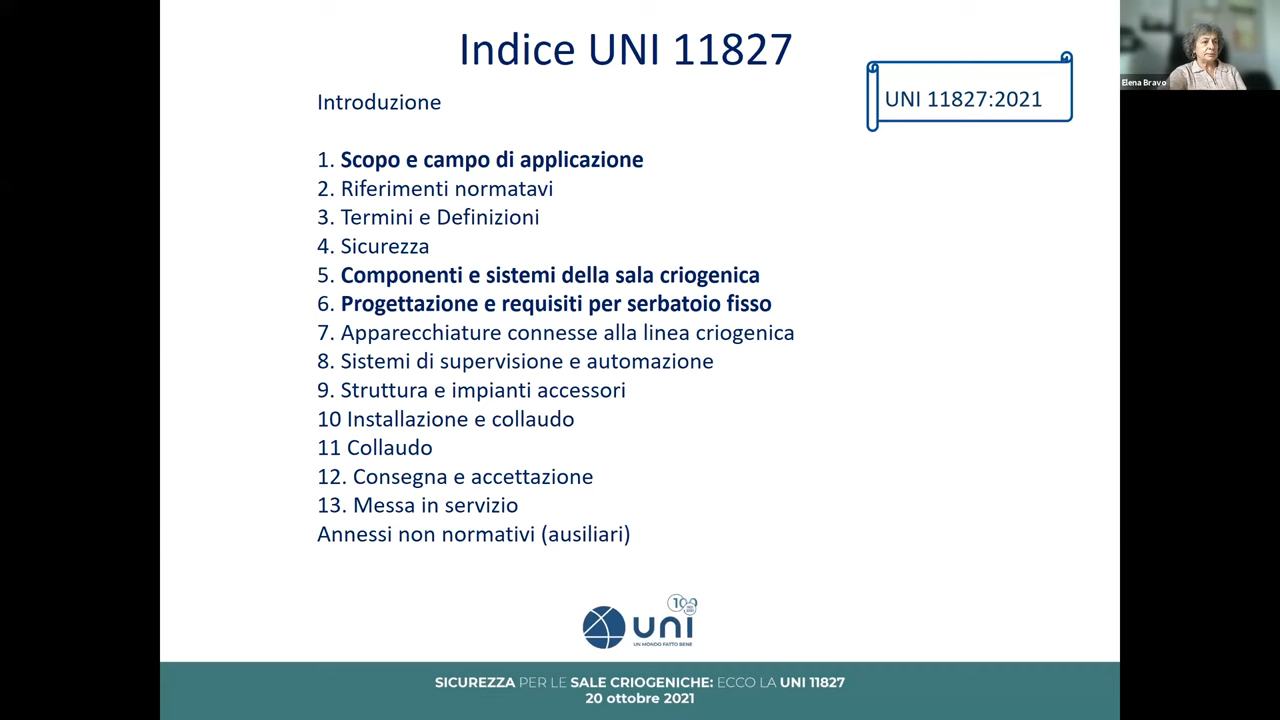 Indice UNI 11827
UNI 11827:2021
Elena Bravo
Introduzione
1. Scopo e campo di applicazione
2. Riferimenti normatavi
3. Termini e Definizioni
4. Sicurezza
5. Componenti e sistemi della sala criogenica
6. Progettazione e requisiti per serbatoio fisso
7. Apparecchiature connesse alla linea criogenica
8. Sistemi di supervisione e automazione
9. Struttura e impianti accessori
10 Installazione e collaudo
11 Collaudo
12. Consegna e accettazione
13. Messa in servizio
Annessi non normativi (ausiliari)
100
uni
UN MONDO FATTO BENE
SICUREZZA PER LE SALE CRIOGENICHE: ECCO LA UNI 11827
20 ottobre 2021